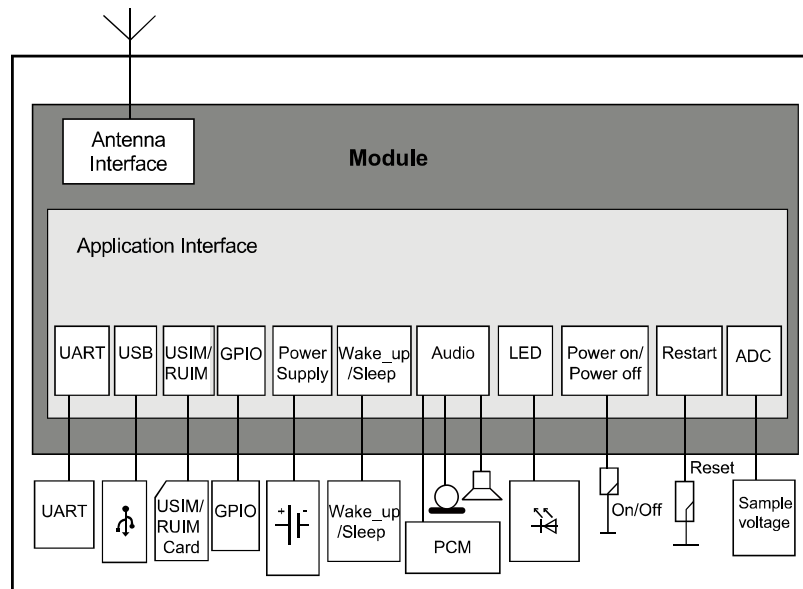 Antenna
Interface
Module
Application Interface
UART
USB
USIM/
RUIM
GPIO
Power
Supply
Wake_up
/Sleep
Audio
LED
Power on/
Power off
Restart
ADC
UART
USIM/
RUIM
Card
GPIO
+ -
Wake_up
/Sleep
PCM
On/Off
Reset
Sample
voltage